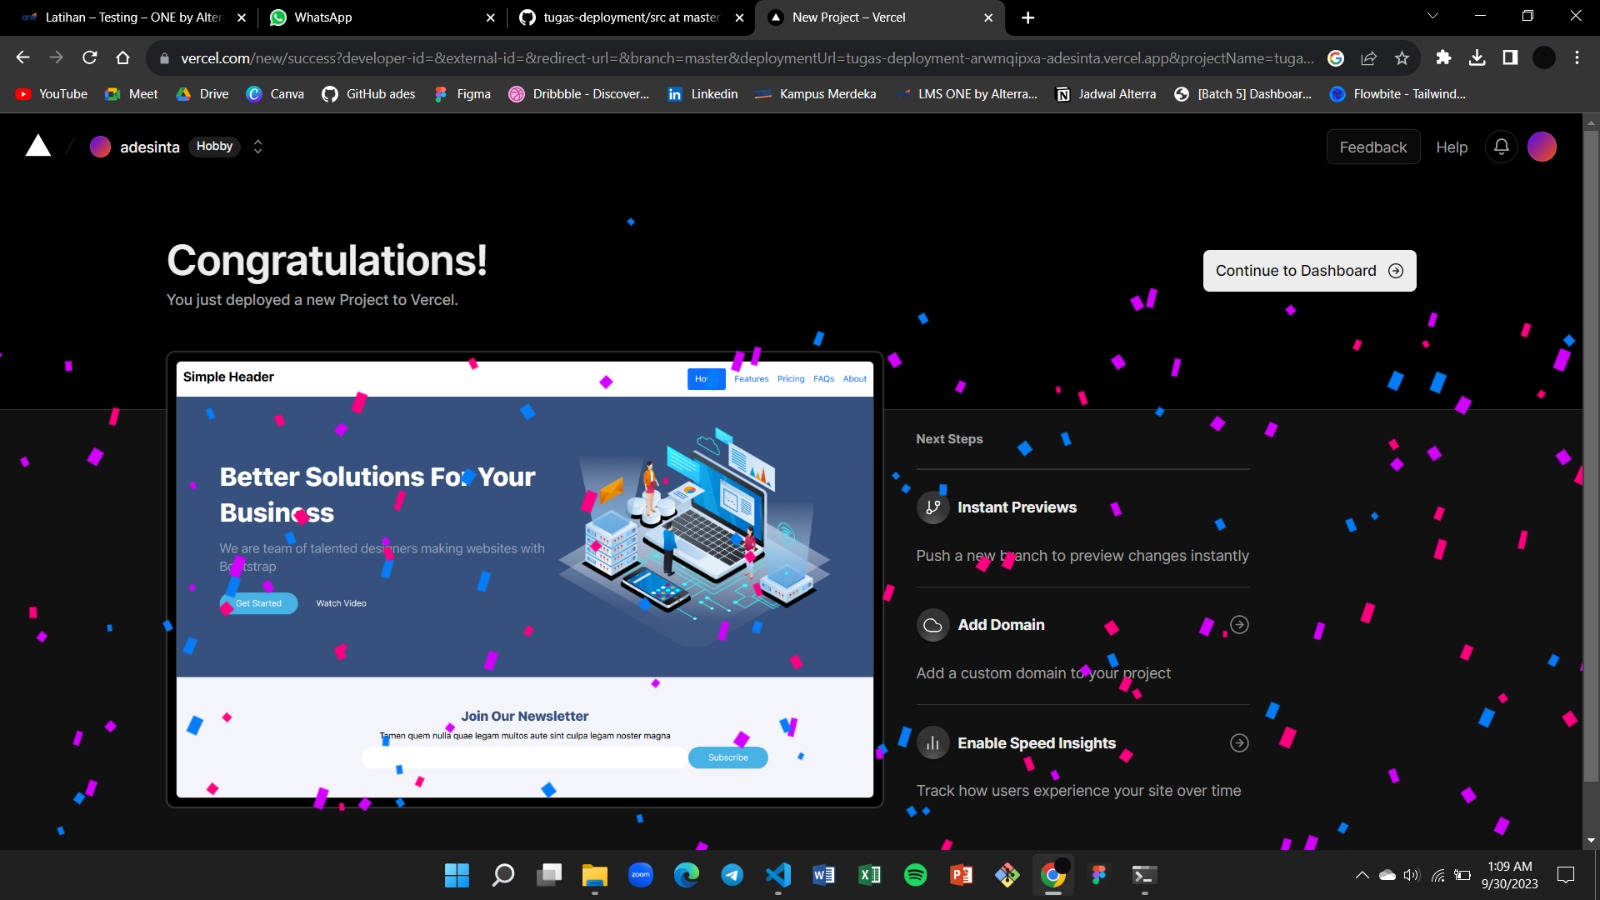 Latihan – Testing – ONE by Alter
WhatsApp
tugas-deployment/src at master
New Project – Vercel
vercel.com/new/success?developer-id=&external-id=&redirect-url=&branch=master&deploymentUrl=tugas-deployment-arwmqipxa-adesinta.vercel.app&projectName=tuga...
YouTube
Meet
Drive
Canva
GitHub ades
Figma
Dribbble - Discover...
Linkedin
Kampus Merdeka
LMS ONE by Alterra...
Jadwal Alterra
[Batch 5] Dashboar...
Flowbite - Tailwind...
adesinta
Hobby
Feedback
Help
Congratulations!
You just deployed a new Project to Vercel.
Continue to Dashboard
Simple Header
Features
Pricing
FAQs
About
Better Solutions For Your
Business
We are team of talented designers making websites with
Bootstrap
Get Started
Watch Video
Join Our Newsletter
Tamen quem nulla quae legam multos aute sint culpa legam noster magna
Subscribe
Next Steps
Instant Previews
Push a new branch to preview changes instantly
Add Domain
Add a custom domain to your project
Enable Speed Insights
Track how users experience your site over time
zoom
1:09 AM
9/30/2023